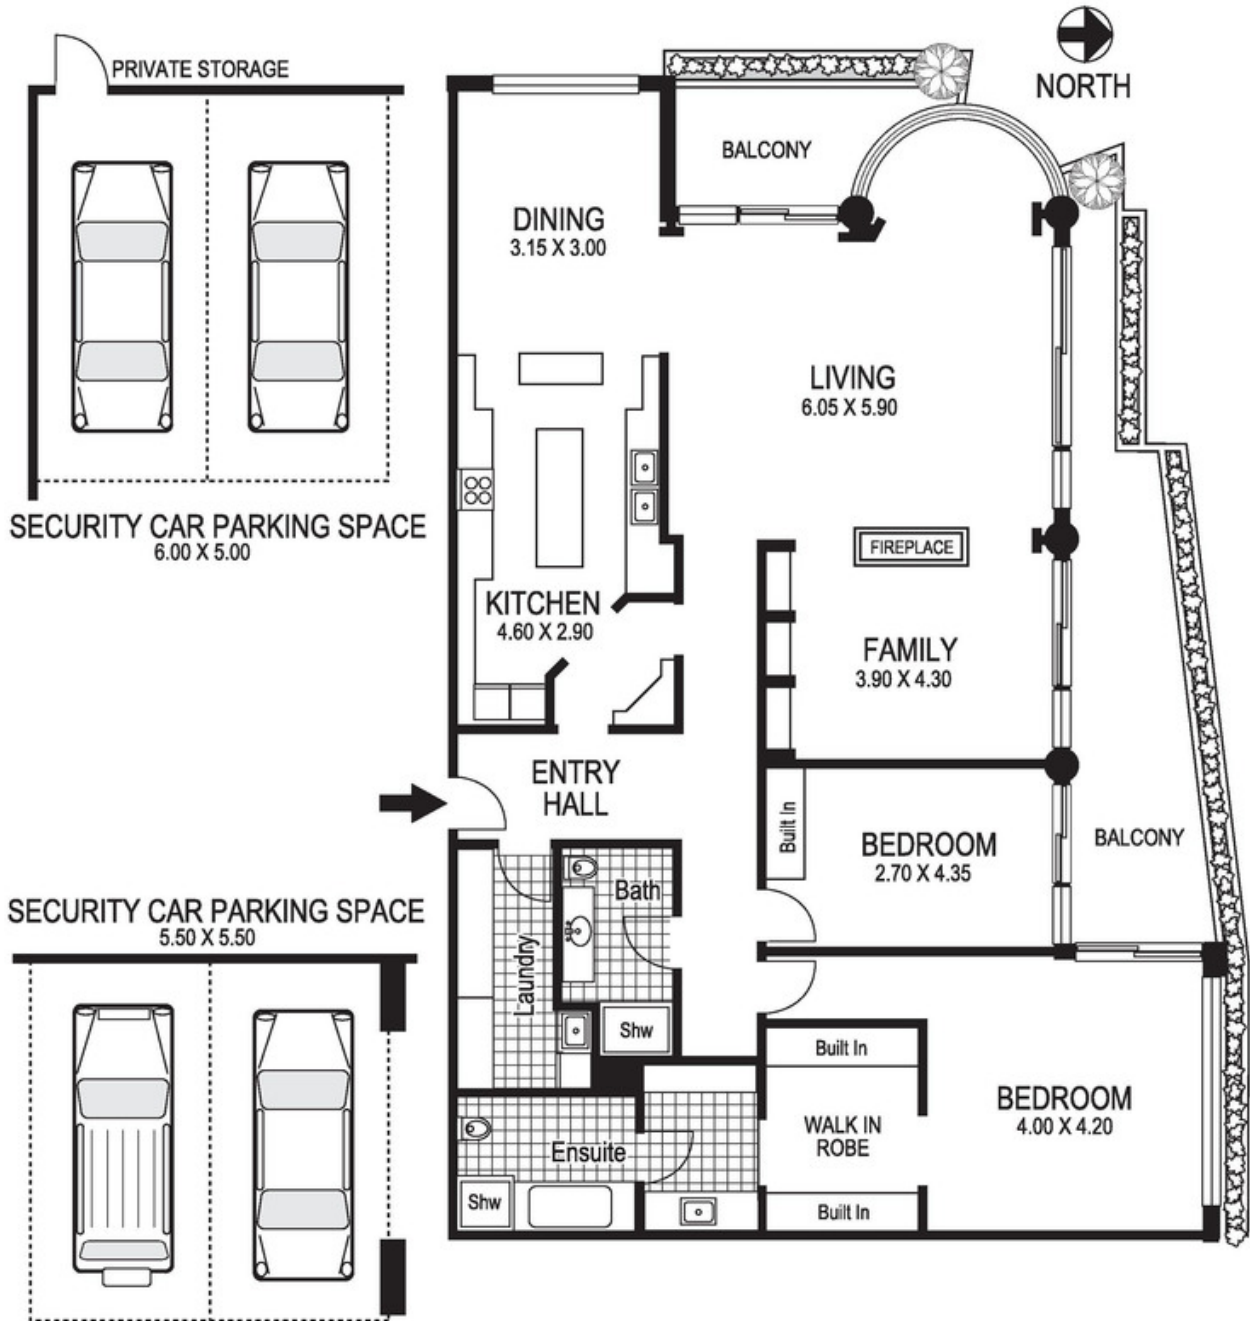 PRIVATE STORAGE
SECURITY CAR PARKING SPACE
6.00 X 5.00
NORTH
BALCONY
DINING
3.15 X 3.00
LIVING
6.05 X 5.90
FIREPLACE
KITCHEN
4.60 X 2.90
FAMILY
3.90 X 4.30
ENTRY
HALL
Built In
BEDROOM
2.70 X 4.35
BALCONY
SECURITY CAR PARKING SPACE
5.50 X 5.50
Bath
Laundry
Shw
Built In
WALK IN
ROBE
BEDROOM
4.00 X 4.20
Ensuite
Shw
Built In